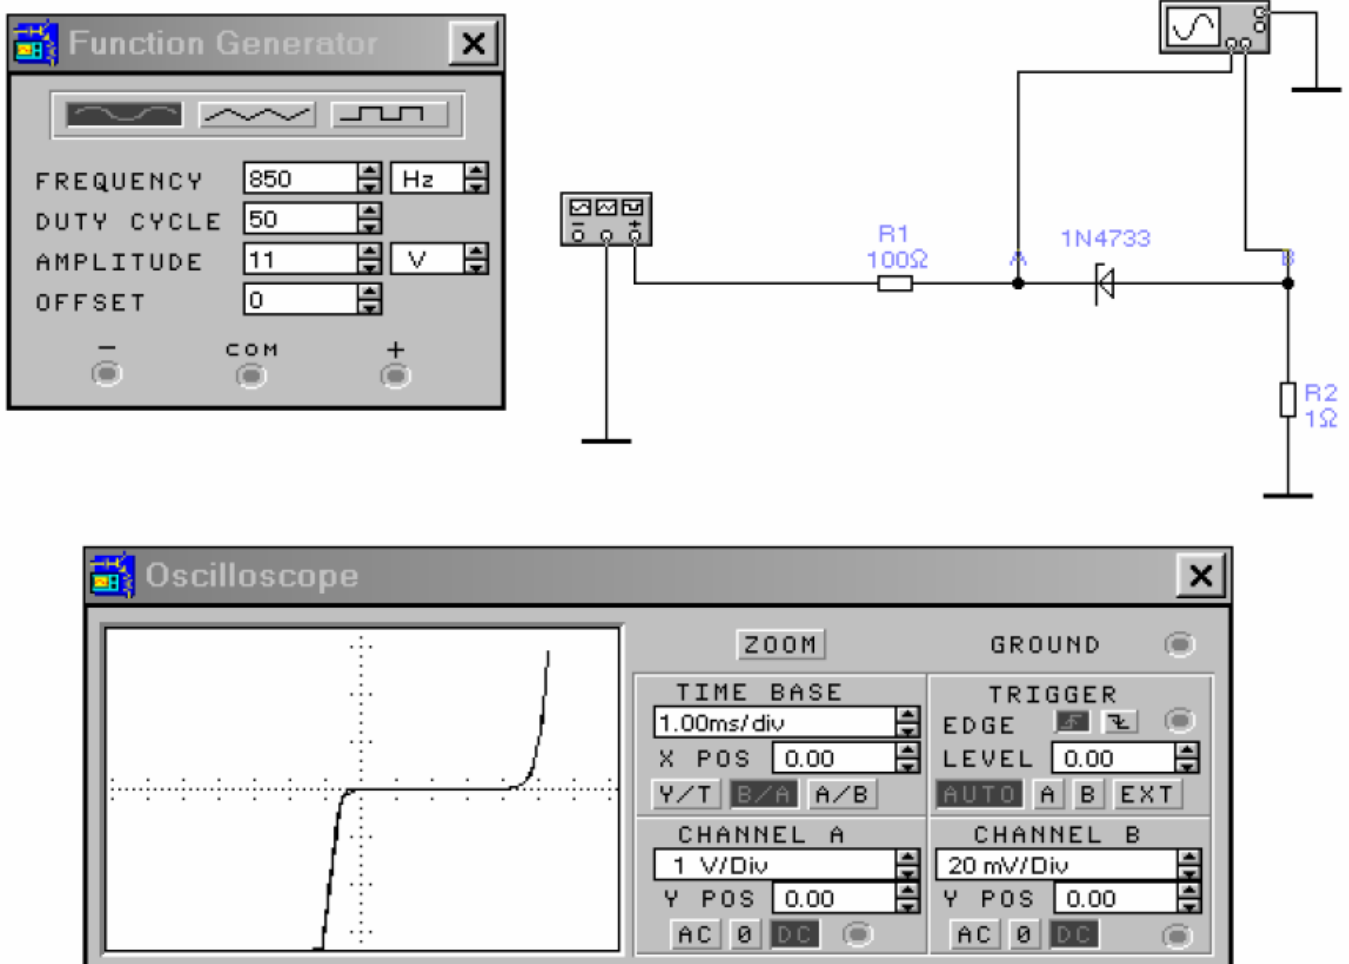 Function Generator
FREQUENCY 850 Hz
DUTY CYCLE 50
AMPLITUDE 11 V
OFFSET 0
− COM +
− +
R1
100Ω
A
1N4733
B
R2
1Ω
Oscilloscope
ZOOM
GROUND
TIME BASE
1.00ms/div
X POS 0.00
Y/T B/A A/B
TRIGGER
EDGE
LEVEL 0.00
AUTO A B EXT
CHANNEL A
1 V/Div
Y POS 0.00
AC 0 DC
CHANNEL B
20 mV/Div
Y POS 0.00
AC 0 DC